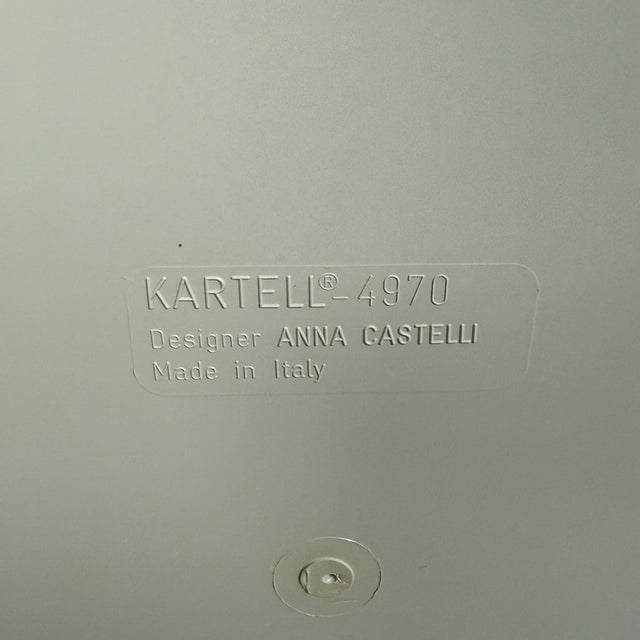 KARTELL®-4970
Designer ANNA CASTELLI
Made in Italy